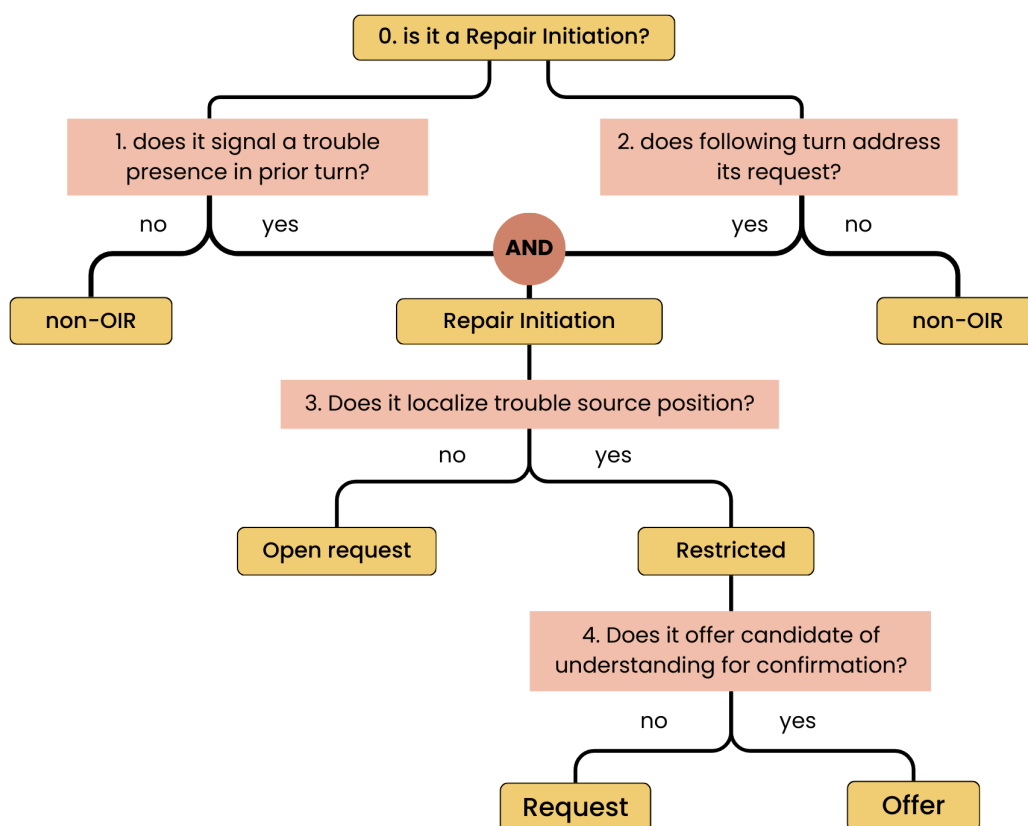 0. is it a Repair Initiation?
1. does it signal a trouble
presence in prior turn?
2. does following turn address
its request?
no
yes
AND
yes
no
non-OIR
Repair Initiation
non-OIR
3. Does it localize trouble source position?
no
yes
Open request
Restricted
4. Does it offer candidate of
understanding for confirmation?
no
yes
Request
Offer